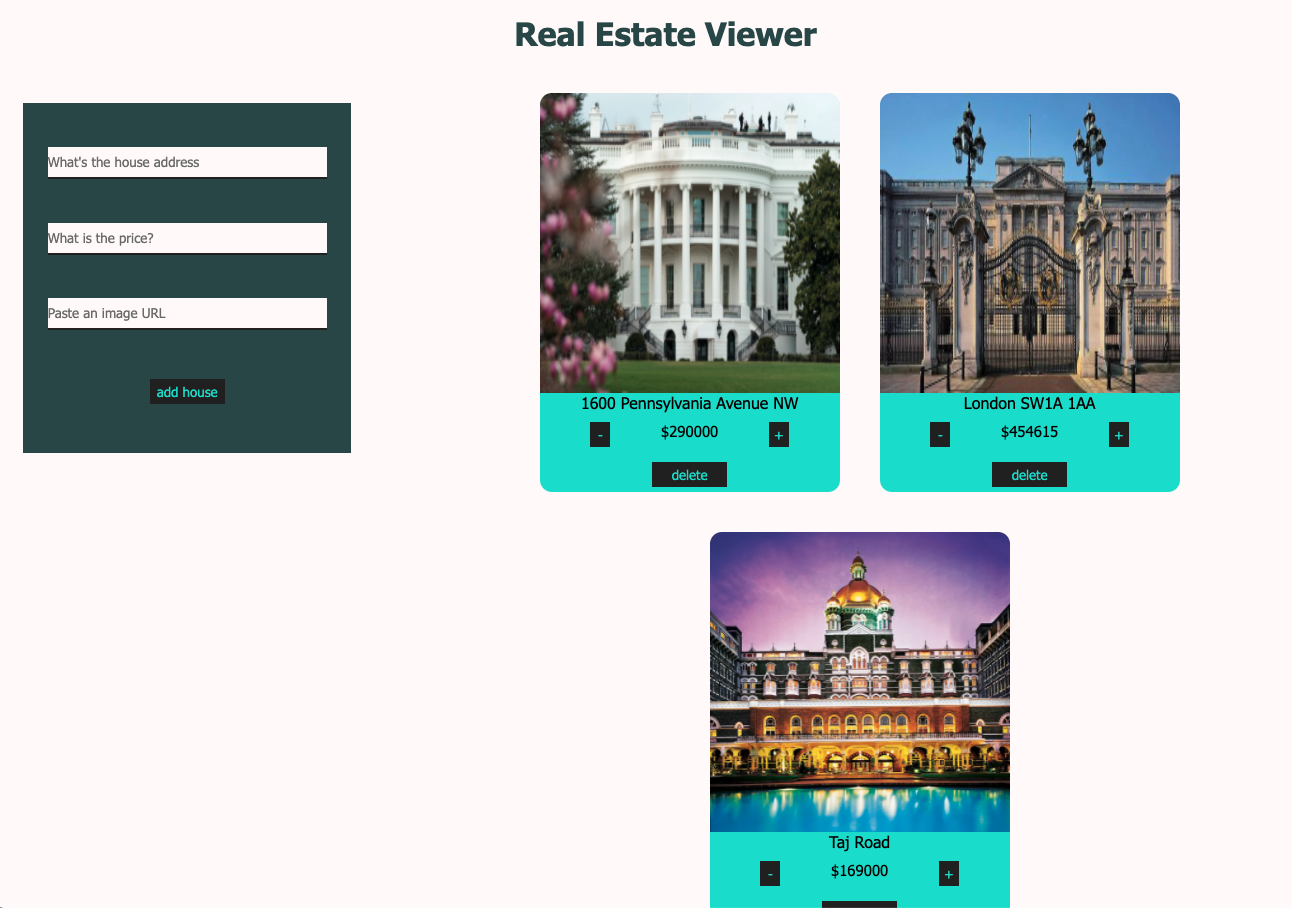 Real Estate Viewer
What's the house address
What is the price?
Paste an image URL
add house
1600 Pennsylvania Avenue NW
- $290000 +
delete
London SW1A 1AA
- $454615 +
delete
Taj Road
- $169000 +